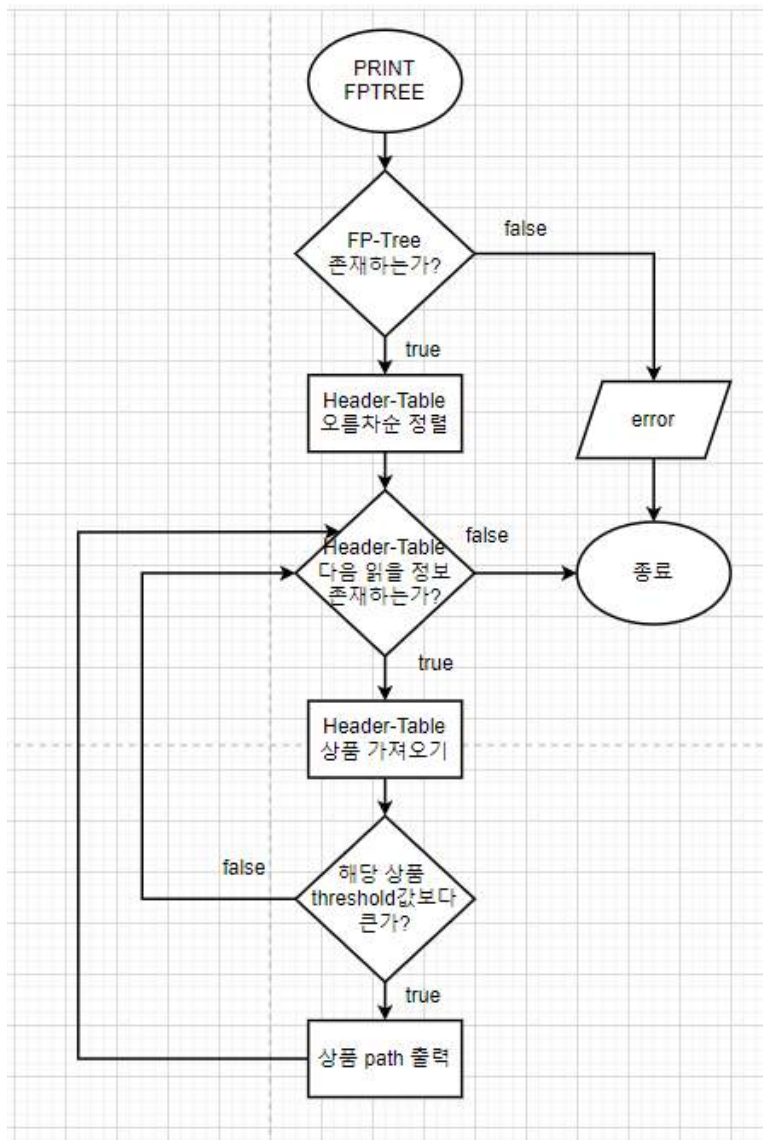 PRINT
FPTREE
FP-Tree
존재하는가?
false
true
Header-Table
오름차순 정렬
error
Header-Table
다음 읽을 정보
존재하는가?
false
종료
true
Header-Table
상품 가져오기
해당 상품
threshold값보다
큰가?
false
true
상품 path 출력